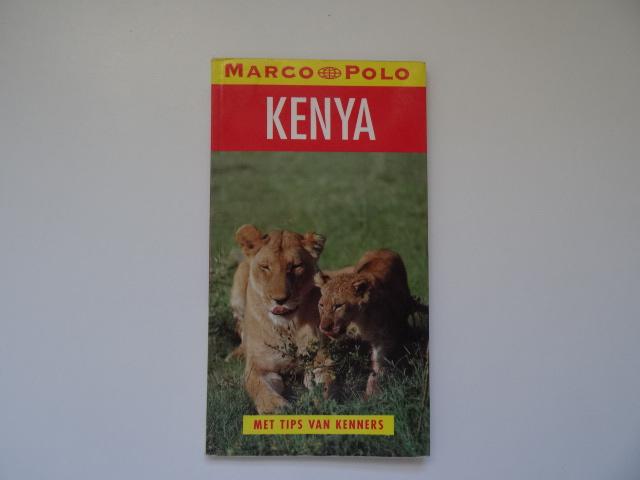 MARCO POLO
KENYA
MET TIPS VAN KENNERS